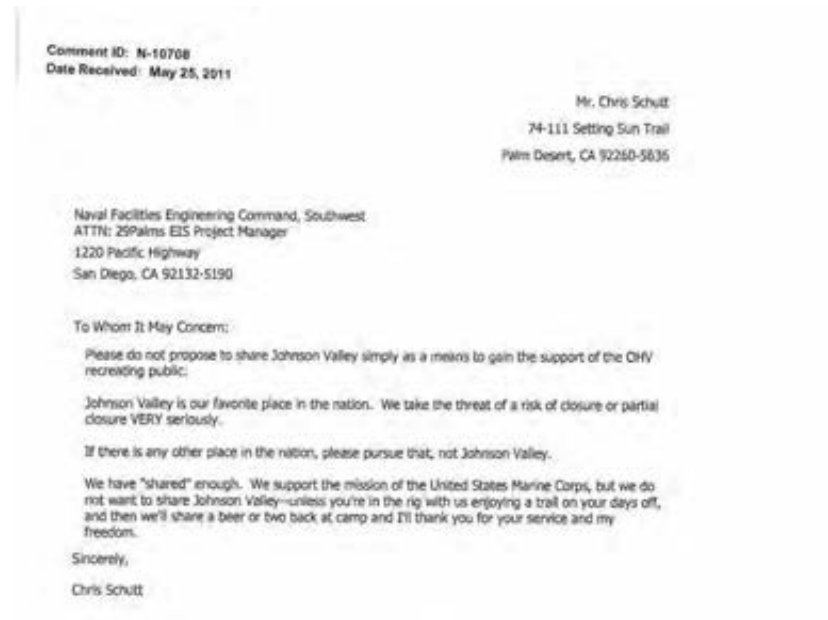 Comment ID: N-10708
Date Received: May 25, 2011
Mr. Chris Schutt
74-111 Setting Sun Trail
Palm Desert, CA 92260-5636
Naval Facilities Engineering Command, Southwest
ATTN: 29Palms EIS Project Manager
1220 Pacific Highway
San Diego, CA 92132-5190
To Whom It May Concern:
Please do not propose to share Johnson Valley simply as a means to gain the support of the OHV
recreating public.
Johnson Valley is our favorite place in the nation. We take the threat of a risk of closure or partial
closure VERY seriously.
If there is any other place in the nation, please pursue that, not Johnson Valley.
We have "shared" enough. We support the mission of the United States Marine Corps, but we do
not want to share Johnson Valley--unless you're in the rig with us enjoying a trail on your days off,
and then we'll share a beer or two back at camp and I'll thank you for your service and my
freedom.
Sincerely,
Chris Schutt